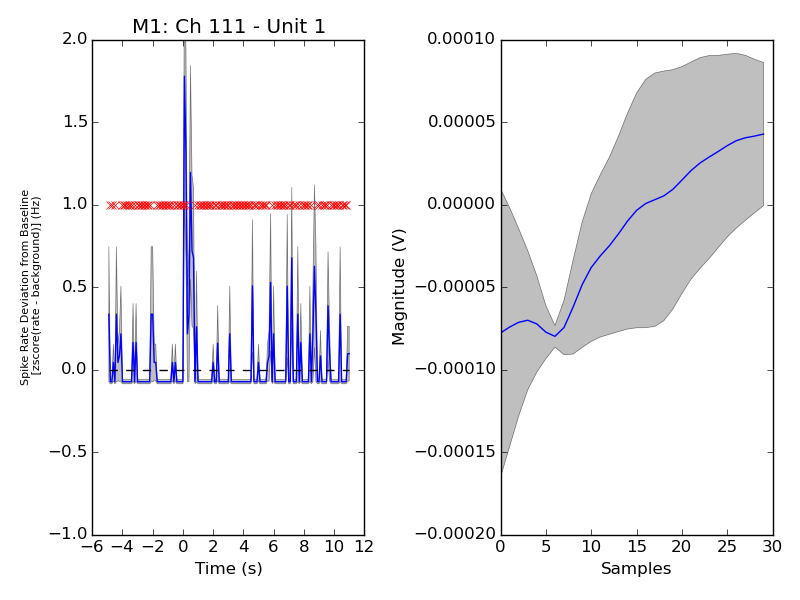 M1: Ch 111 - Unit 1
2.0
1.5
1.0
0.5
0.0
−0.5
−1.0
−6 −4 −2 0 2 4 6 8 10 12
Time (s)
Spike Rate Deviation from Baseline
[zscore(rate - background)] (Hz)
0.00010
0.00005
0.00000
−0.00005
−0.00010
−0.00015
−0.00020
0 5 10 15 20 25 30
Samples
Magnitude (V)